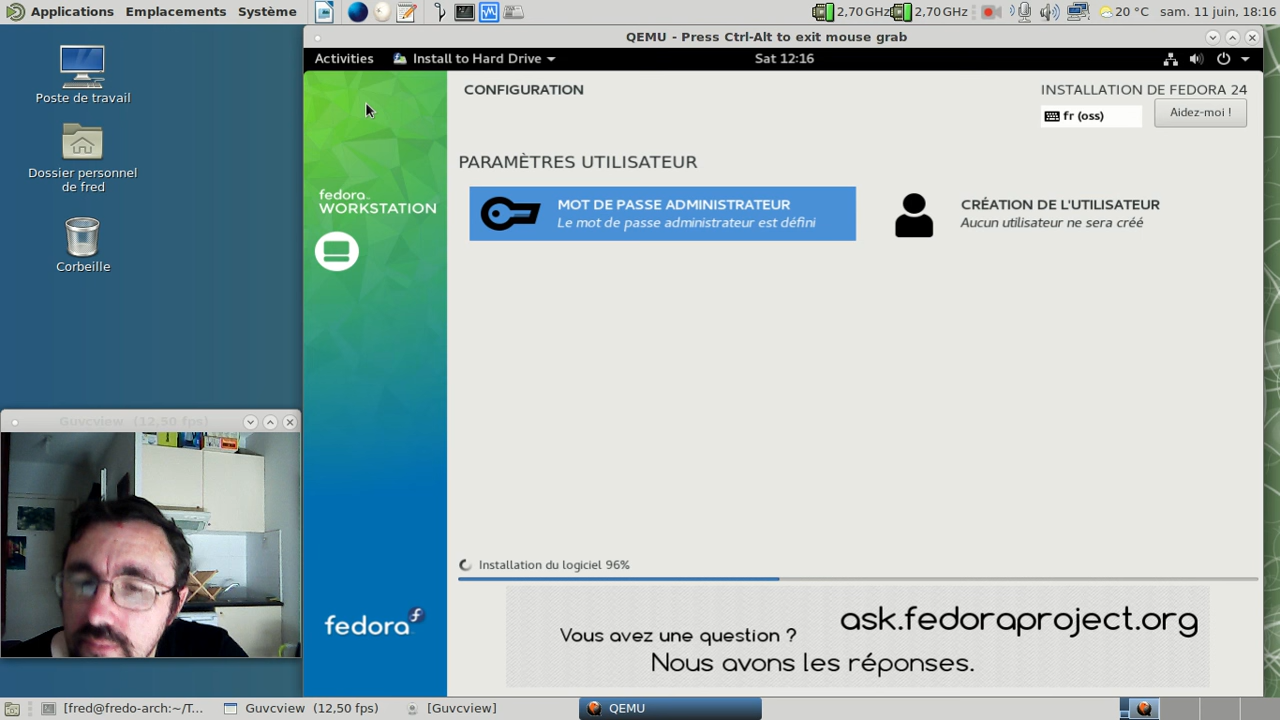 Applications Emplacements Système
2,70 GHz 2,70 GHz 20 °C sam. 11 juin, 18:16
QEMU - Press Ctrl-Alt to exit mouse grab
Activities Install to Hard Drive Sat 12:16
Poste de travail
Dossier personnel
de fred
Corbeille
CONFIGURATION
INSTALLATION DE FEDORA 24
fr (oss) Aidez-moi !
PARAMÈTRES UTILISATEUR
fedora
WORKSTATION
MOT DE PASSE ADMINISTRATEUR
Le mot de passe administrateur est défini
CRÉATION DE L'UTILISATEUR
Aucun utilisateur ne sera créé
Guvcview (12,50 fps)
Installation du logiciel 96%
fedora
ask.fedoraproject.org
Vous avez une question ?
Nous avons les réponses.
[fred@fredo-arch:~/T... Guvcview (12,50 fps) [Guvcview] QEMU